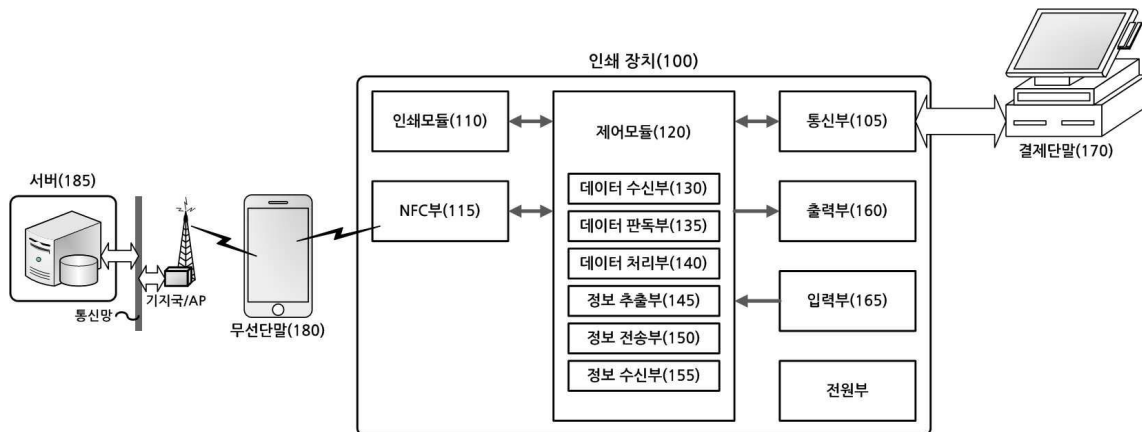 인쇄 장치(100)
인쇄모듈(110)
제어모듈(120)
통신부(105)
결제단말(170)
서버(185)
NFC부(115)
데이터 수신부(130)
출력부(160)
데이터 판독부(135)
데이터 처리부(140)
기지국/AP
정보 추출부(145)
입력부(165)
통신망
무선단말(180)
정보 전송부(150)
정보 수신부(155)
전원부